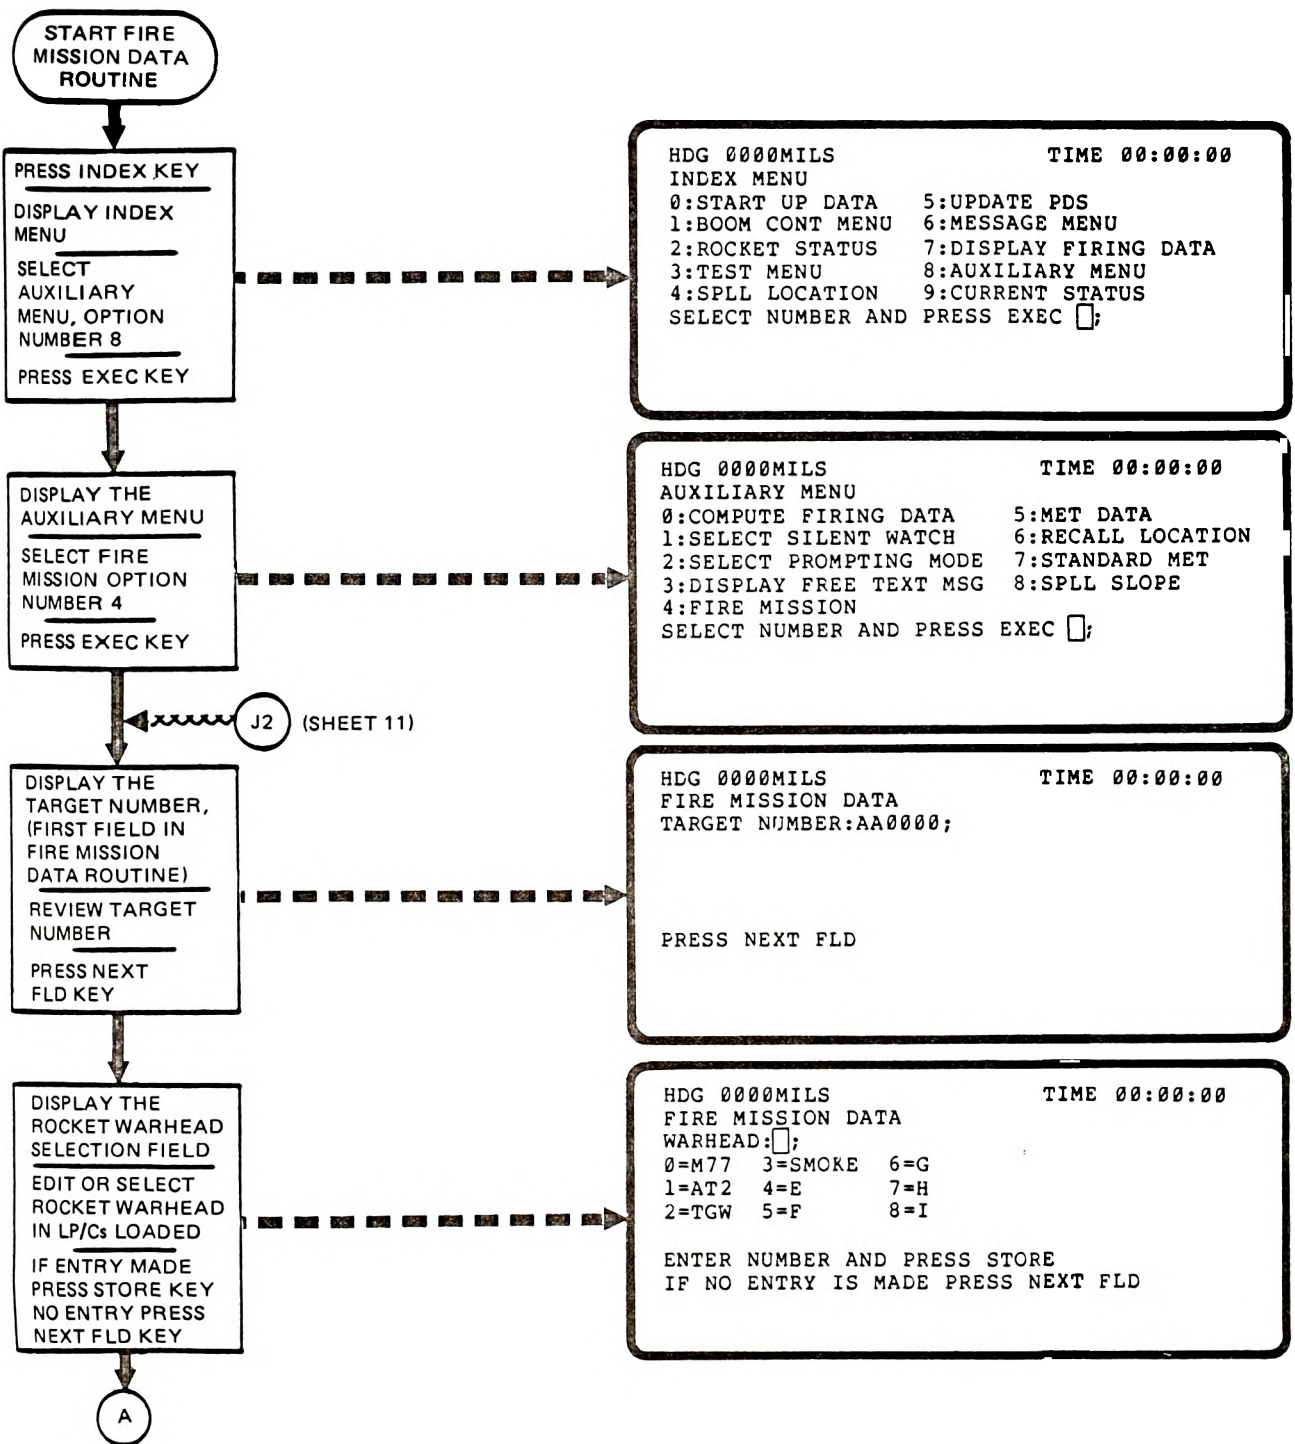 START FIRE
MISSION DATA
ROUTINE
PRESS INDEX KEY
DISPLAY INDEX
MENU
SELECT
AUXILIARY
MENU, OPTION
NUMBER 8
PRESS EXEC KEY
HDG 0000MILS TIME 00:00:00
INDEX MENU
0:START UP DATA 5:UPDATE PDS
1:BOOM CONT MENU 6:MESSAGE MENU
2:ROCKET STATUS 7:DISPLAY FIRING DATA
3:TEST MENU 8:AUXILIARY MENU
4:SPLL LOCATION 9:CURRENT STATUS
SELECT NUMBER AND PRESS EXEC ;
DISPLAY THE
AUXILIARY MENU
SELECT FIRE
MISSION OPTION
NUMBER 4
PRESS EXEC KEY
HDG 0000MILS TIME 00:00:00
AUXILIARY MENU
0:COMPUTE FIRING DATA 5:MET DATA
1:SELECT SILENT WATCH 6:RECALL LOCATION
2:SELECT PROMPTING MODE 7:STANDARD MET
3:DISPLAY FREE TEXT MSG 8:SPLL SLOPE
4:FIRE MISSION
SELECT NUMBER AND PRESS EXEC ;
J2 (SHEET 11)
DISPLAY THE
TARGET NUMBER,
(FIRST FIELD IN
FIRE MISSION
DATA ROUTINE)
REVIEW TARGET
NUMBER
PRESS NEXT
FLD KEY
HDG 0000MILS TIME 00:00:00
FIRE MISSION DATA
TARGET NUMBER:AA0000;
PRESS NEXT FLD
DISPLAY THE
ROCKET WARHEAD
SELECTION FIELD
EDIT OR SELECT
ROCKET WARHEAD
IN LP/Cs LOADED
IF ENTRY MADE
PRESS STORE KEY
NO ENTRY PRESS
NEXT FLD KEY
HDG 0000MILS TIME 00:00:00
FIRE MISSION DATA
WARHEAD: ;
0=M77 3=SMOKE 6=G
1=AT2 4=E 7=H
2=TGW 5=F 8=I
ENTER NUMBER AND PRESS STORE
IF NO ENTRY IS MADE PRESS NEXT FLD
A